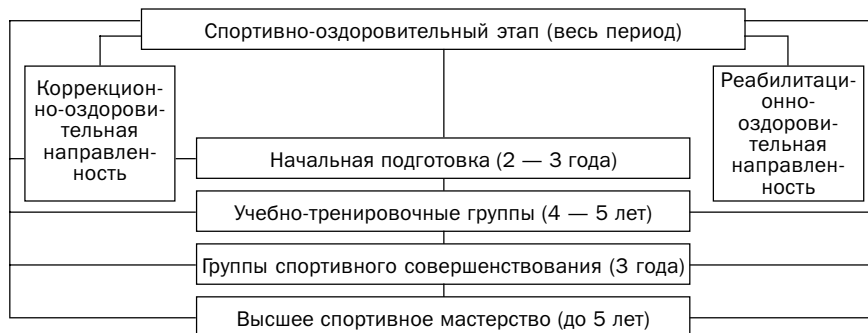 Спортивно-оздоровительный этап (весь период)
Коррекцион-
но-оздорови-
тельная
направлен-
ность
Реабилитаци-
онно-
оздорови-
тельная
направлен-
ность
Начальная подготовка (2 — 3 года)
Учебно-тренировочные группы (4 — 5 лет)
Группы спортивного совершенствования (3 года)
Высшее спортивное мастерство (до 5 лет)